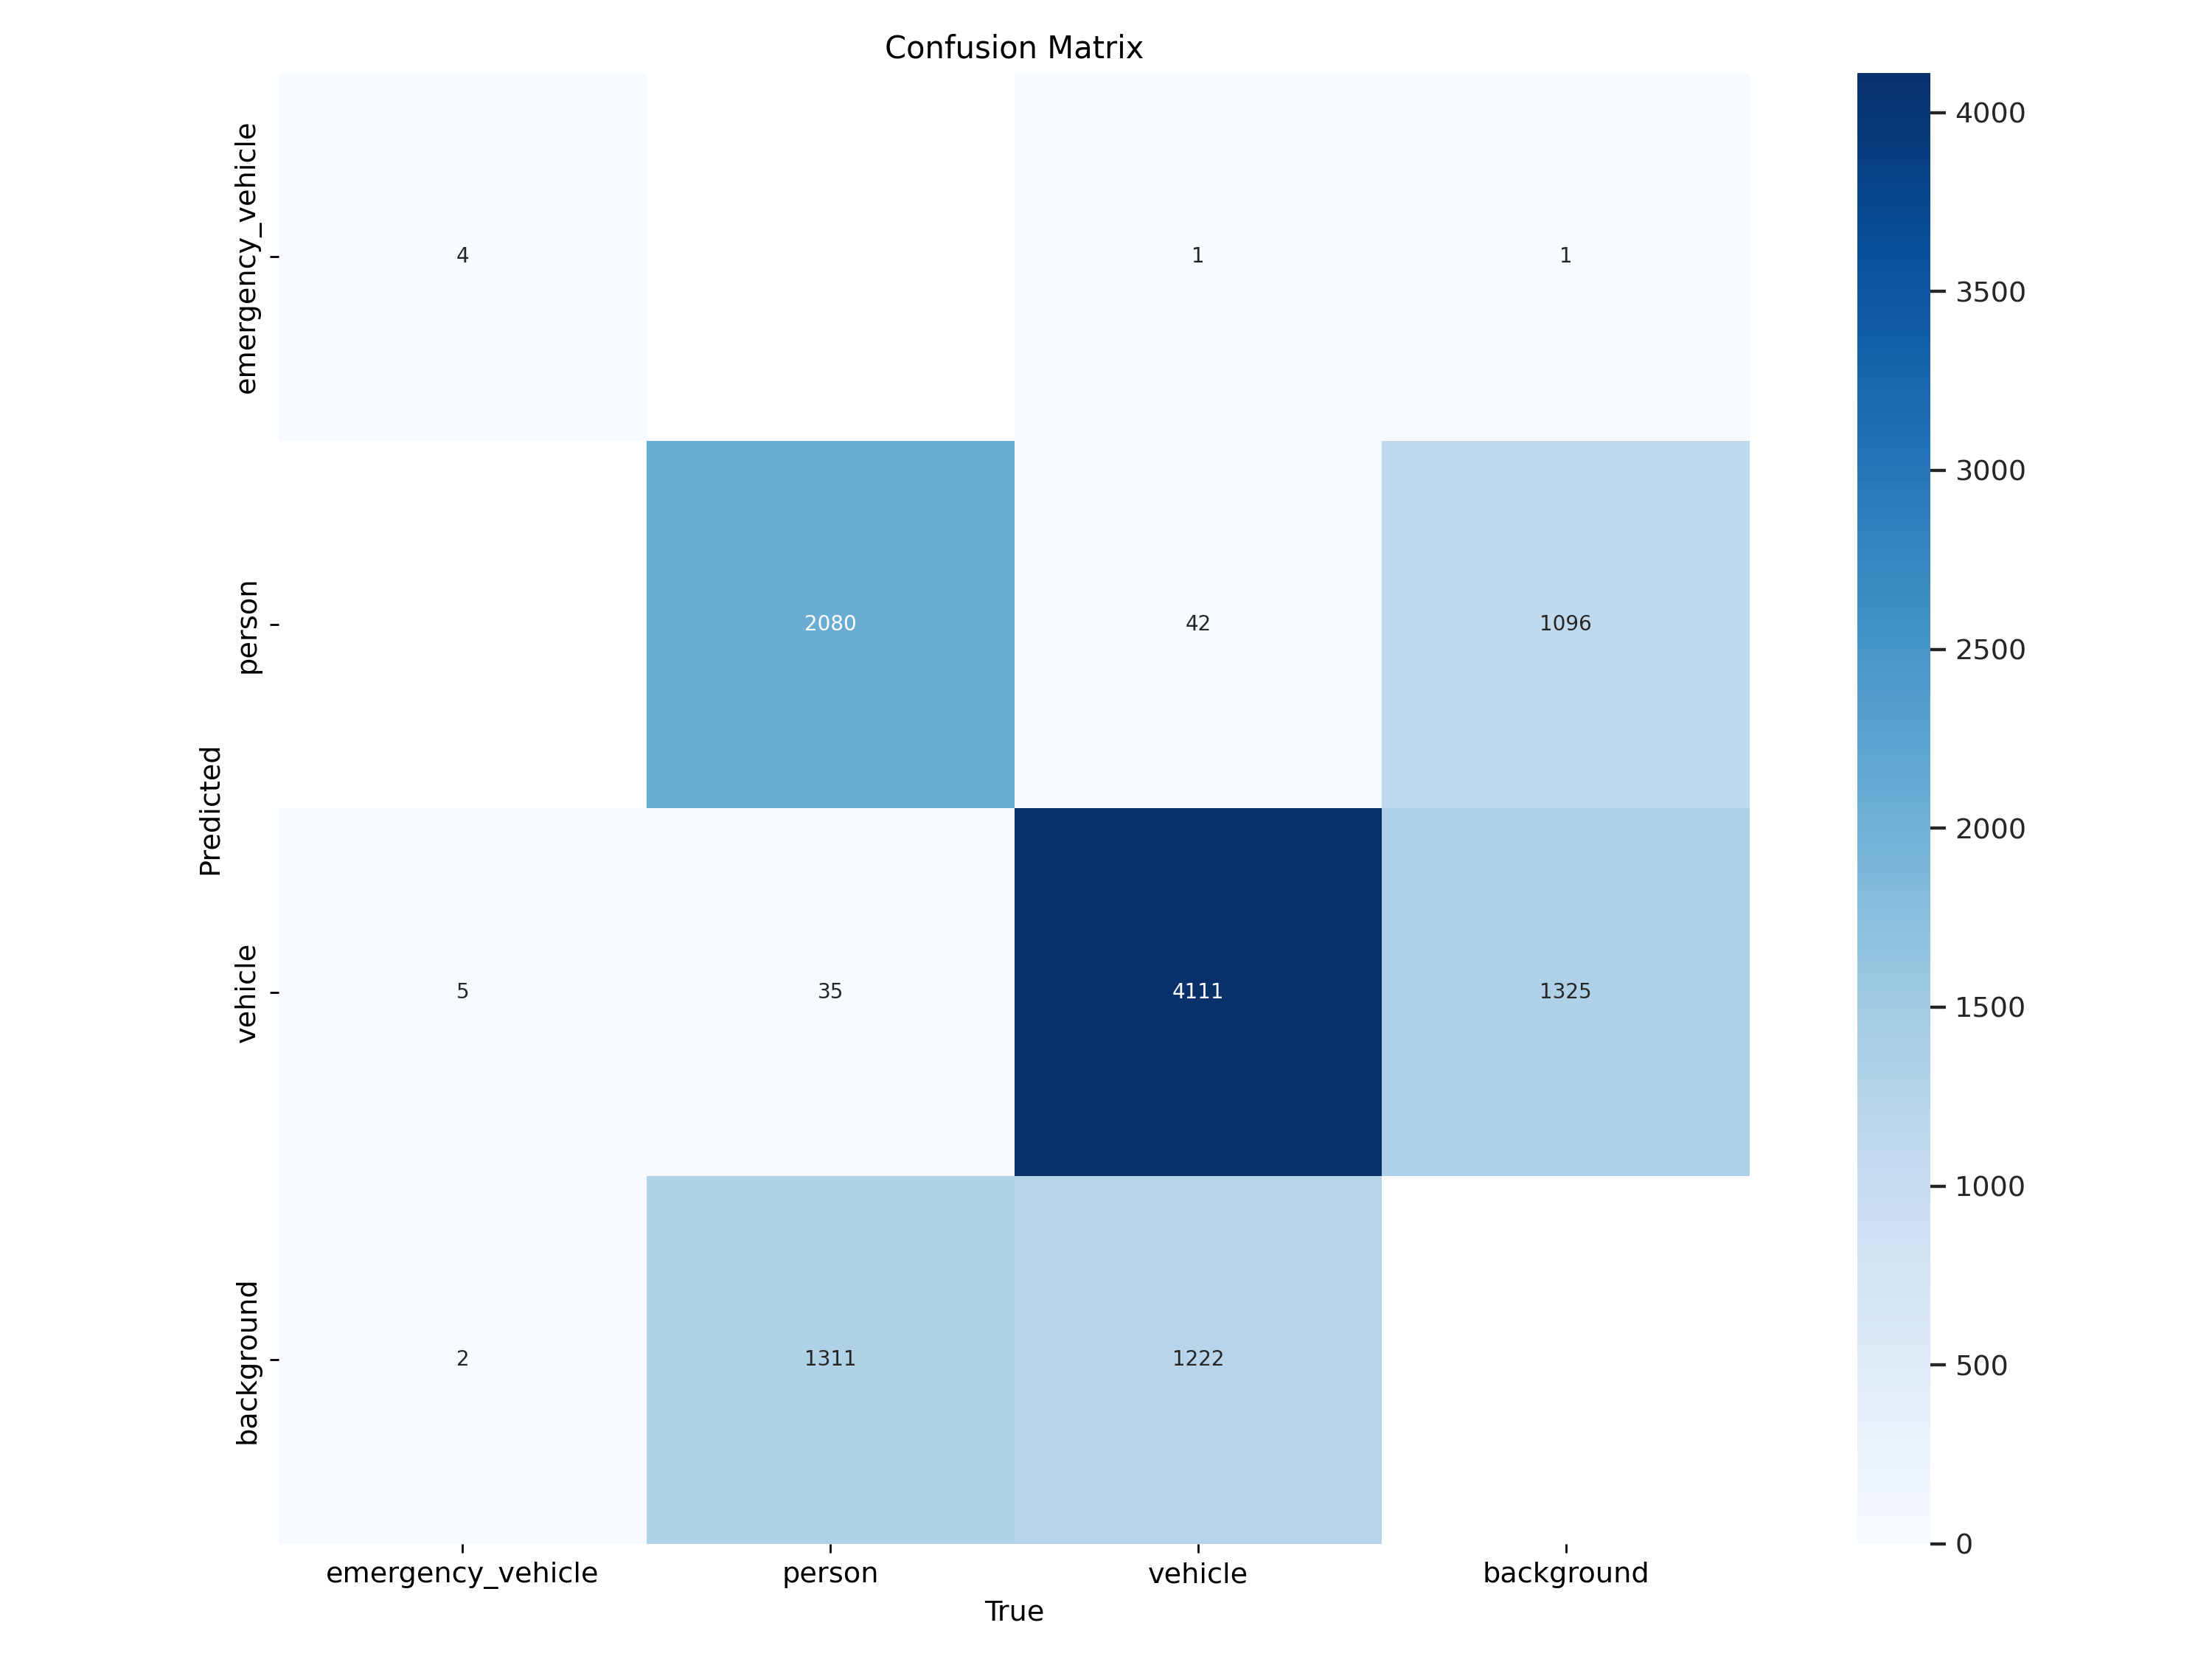 Confusion Matrix
emergency_vehicle
person
vehicle
background
Predicted
4 1 1
2080 42 1096
5 35 4111 1325
2 1311 1222
emergency_vehicle person vehicle background
True
4000
3500
3000
2500
2000
1500
1000
500
0